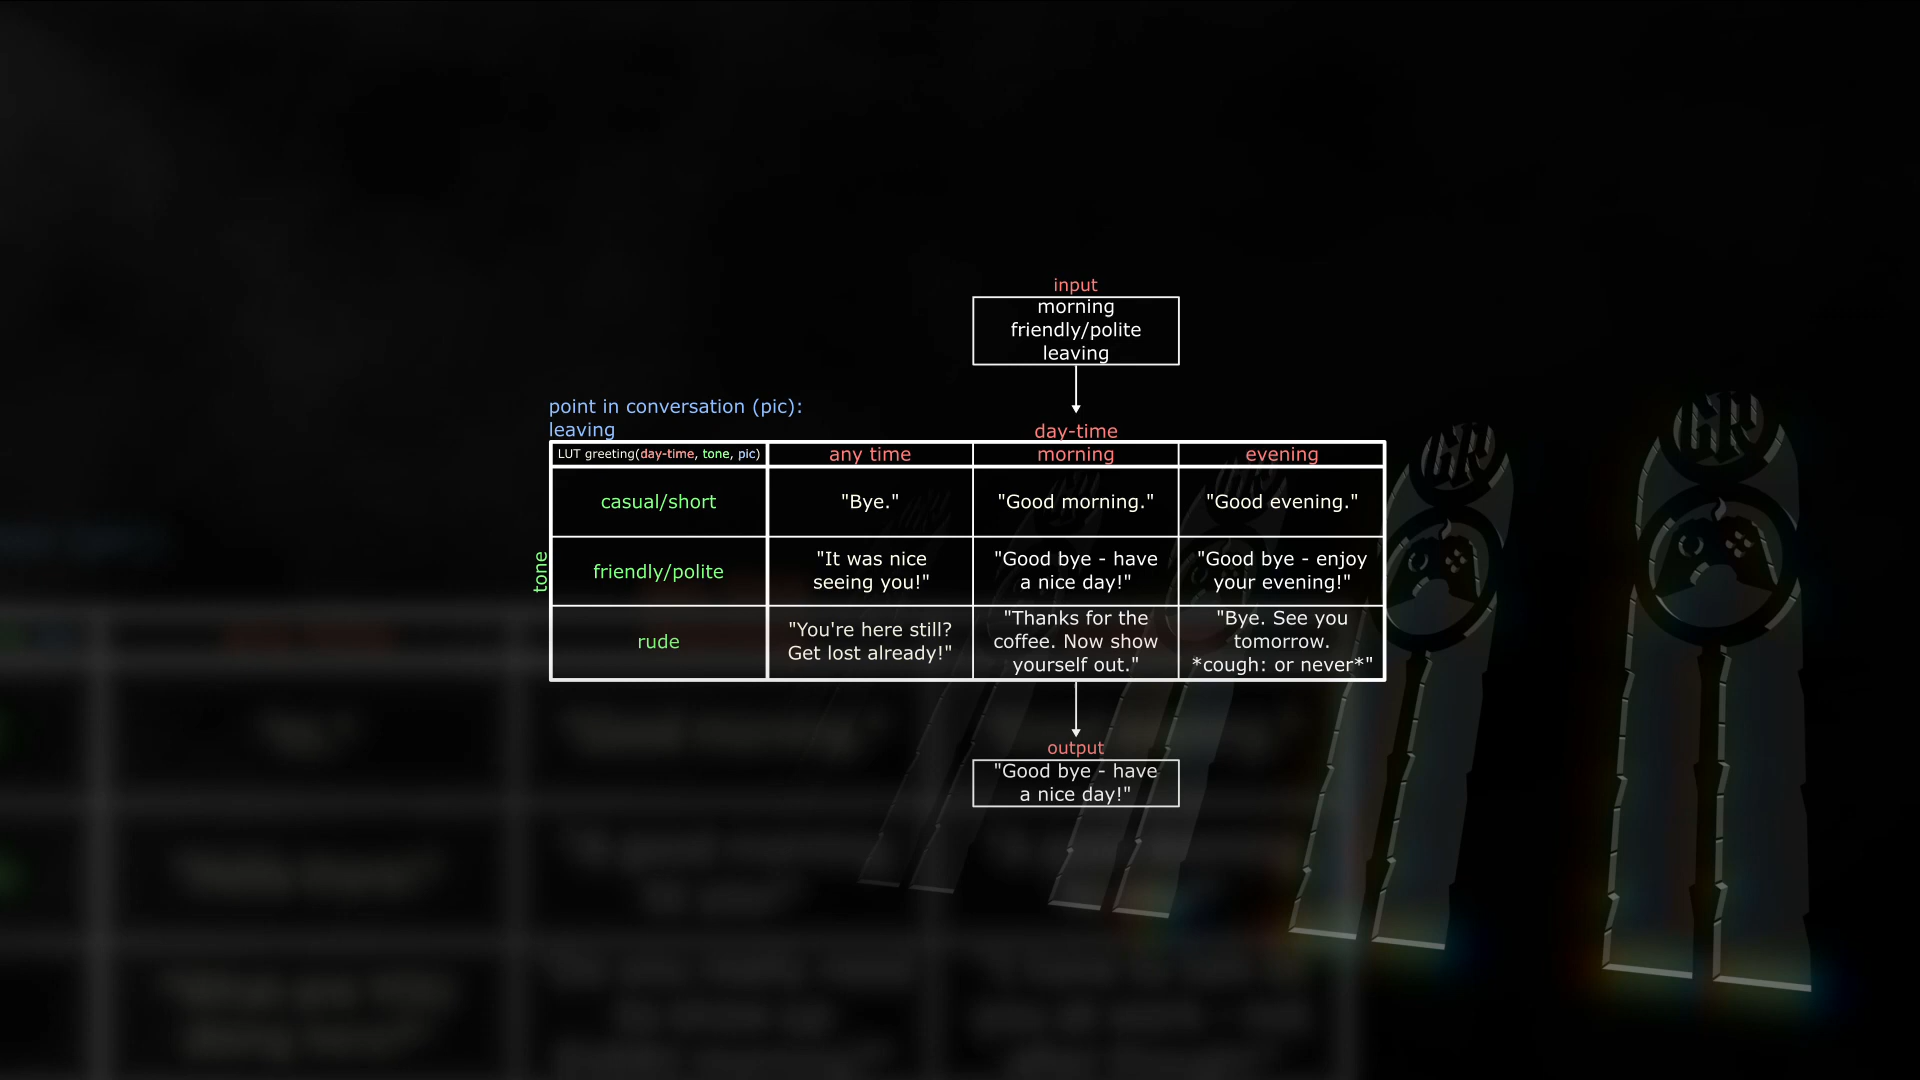 input
morning
friendly/polite
leaving
point in conversation (pic):
leaving
day-time
LUT greeting(day-time, tone, pic)
any time
morning
evening
tone
casual/short
"Bye."
"Good morning."
"Good evening."
friendly/polite
"It was nice
seeing you!"
"Good bye - have
a nice day!"
"Good bye - enjoy
your evening!"
rude
"You're here still?
Get lost already!"
"Thanks for the
coffee. Now show
yourself out."
"Bye. See you
tomorrow.
*cough: or never*"
output
"Good bye - have
a nice day!"